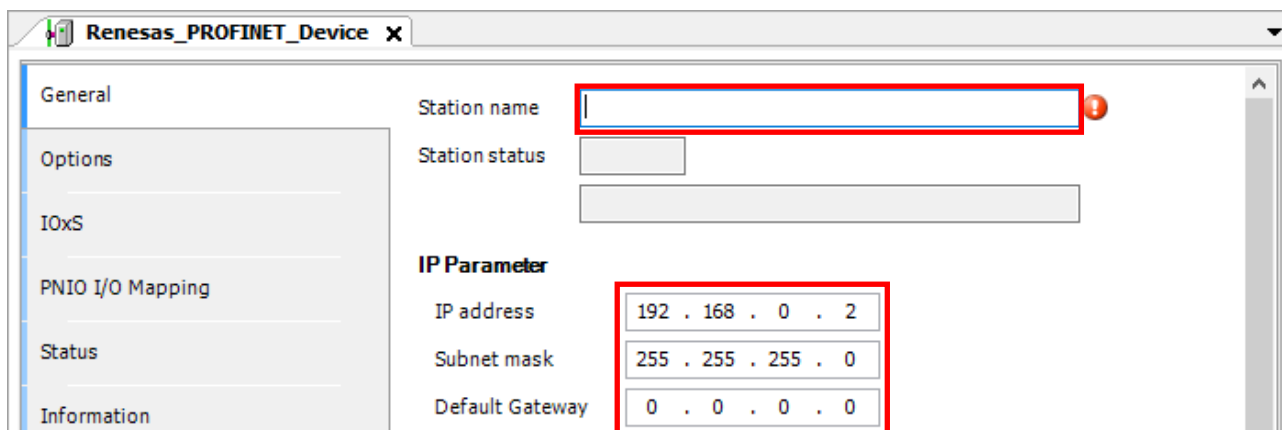 Renesas_PROFINET_Device X
General
Options
IOxS
PNIO I/O Mapping
Status
Information
Station name
Station status
IP Parameter
IP address 192 . 168 . 0 . 2
Subnet mask 255 . 255 . 255 . 0
Default Gateway 0 . 0 . 0 . 0